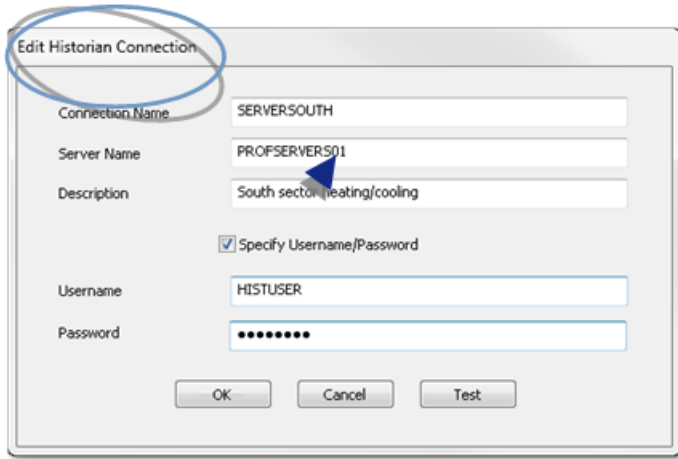 Edit Historian Connection
Connection Name SERVERSOUTH
Server Name PROFSERVERS01
Description South sector heating/cooling
Specify Username/Password
Username HISTUSER
Password ●●●●●●●●
OK Cancel Test